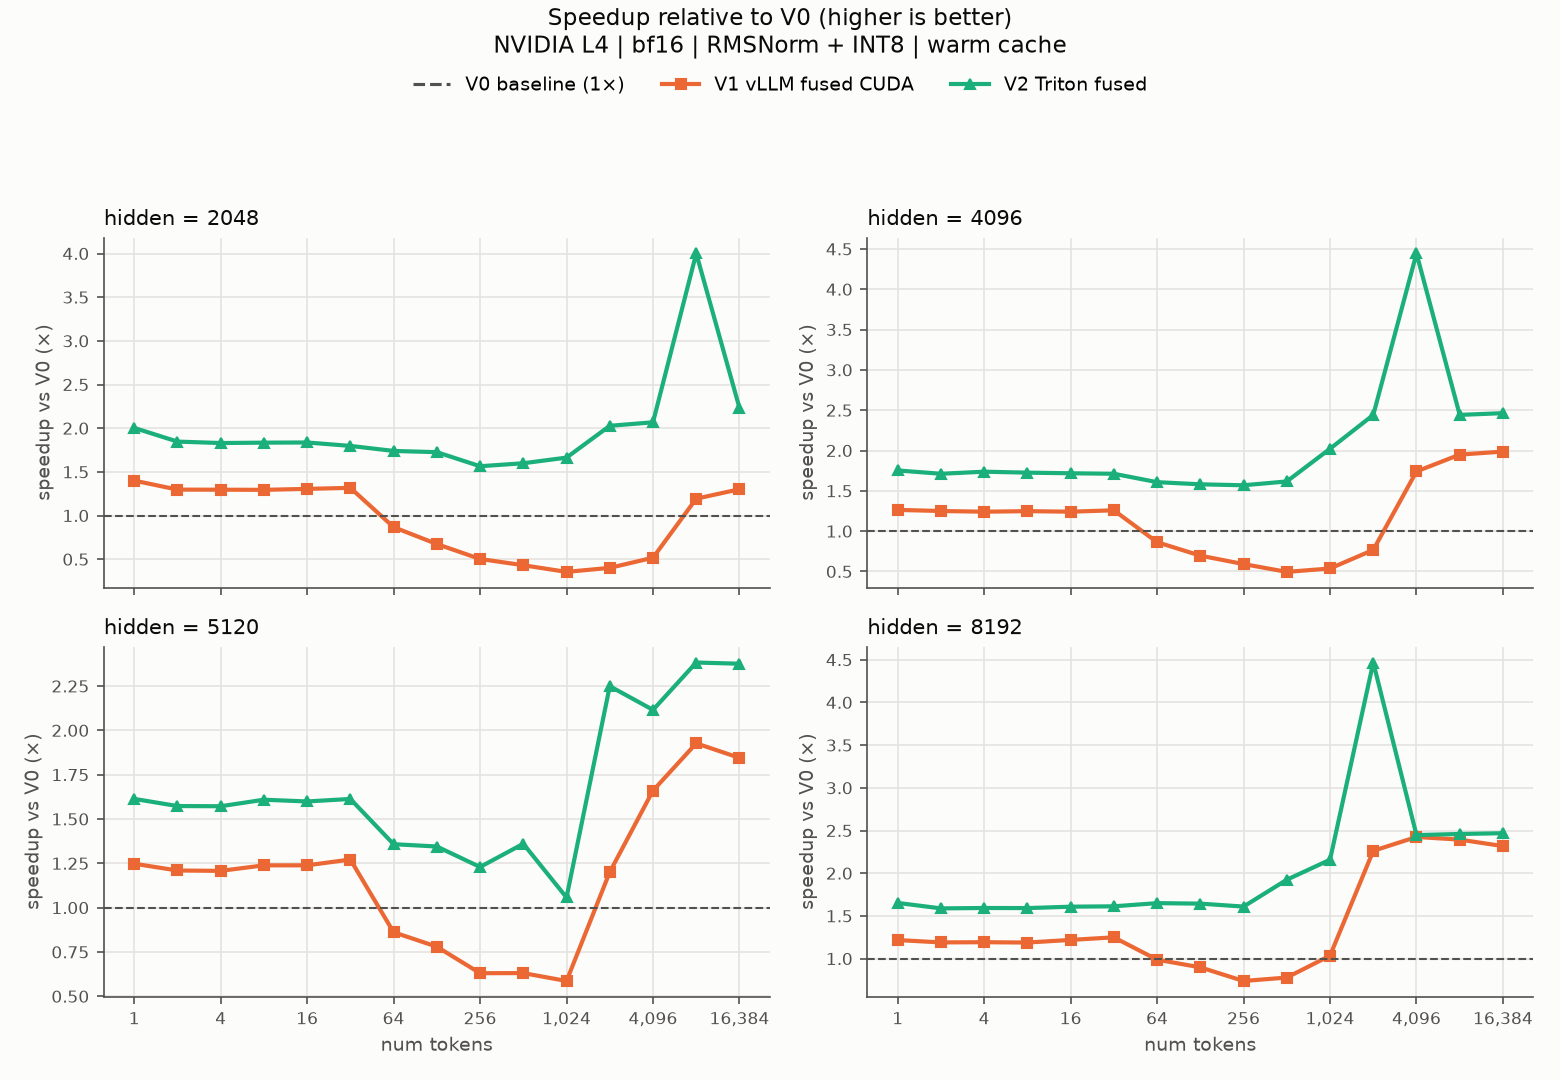 Speedup relative to V0 (higher is better)
NVIDIA L4 | bf16 | RMSNorm + INT8 | warm cache
V0 baseline (1×) V1 vLLM fused CUDA V2 Triton fused
hidden = 2048
4.0
3.5
3.0
2.5
2.0
1.5
1.0
0.5
speedup vs V0 (×)
hidden = 4096
4.5
4.0
3.5
3.0
2.5
2.0
1.5
1.0
0.5
speedup vs V0 (×)
hidden = 5120
2.25
2.00
1.75
1.50
1.25
1.00
0.75
0.50
speedup vs V0 (×)
1 4 16 64 256 1,024 4,096 16,384
num tokens
hidden = 8192
4.5
4.0
3.5
3.0
2.5
2.0
1.5
1.0
speedup vs V0 (×)
1 4 16 64 256 1,024 4,096 16,384
num tokens